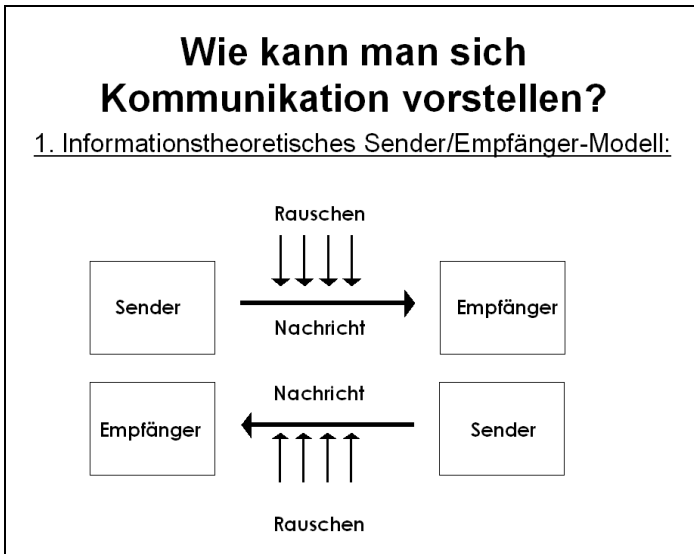 Wie kann man sich
Kommunikation vorstellen?
1. Informationstheoretisches Sender/Empfänger-Modell:
Rauschen
Sender
Nachricht
Empfänger
Nachricht
Empfänger
Sender
Rauschen